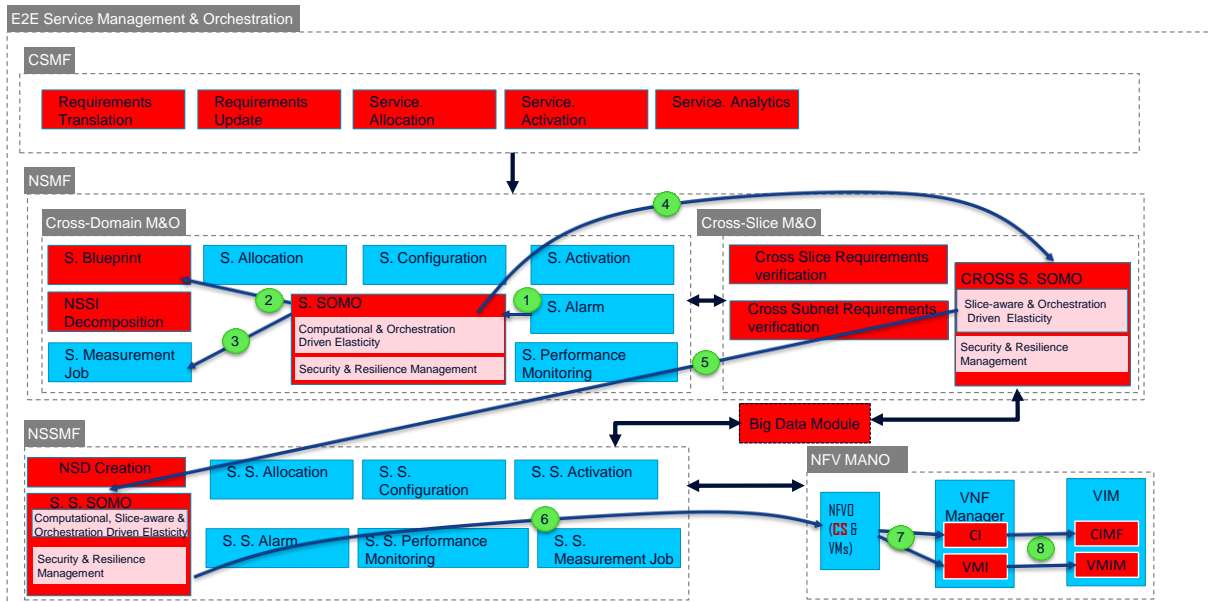 E2E Service Management & Orchestration
CSMF
Requirements
Translation
Requirements
Update
Service.
Allocation
Service.
Activation
Service. Analytics
NSMF
4
Cross-Domain M&O
Cross-Slice M&O
S. Blueprint
S. Allocation
S. Configuration
S. Activation
Cross Slice Requirements
verification
NSSI
Decomposition
2
S. SOMO
Computational & Orchestration
Driven Elasticity
Security & Resilience Management
1
S. Alarm
Cross Subnet Requirements
verification
CROSS S. SOMO
Slice-aware & Orchestration
Driven Elasticity
Security & Resilience
Management
3
S. Measurement
Job
S. Performance
Monitoring
5
Big Data Module
NSSMF
NFV MANO
NSD Creation
S. S. Allocation
S. S.
Configuration
S. S. Activation
S. S. SOMO
Computational, Slice-aware &
Orchestration Driven Elasticity
Security & Resilience
Management
6
S. S. Alarm
S. S. Performance
Monitoring
S. S.
Measurement Job
NFVO
(CS &
VMs)
7
VNF
Manager
CI
VMI
8
VIM
CIMF
VMIM